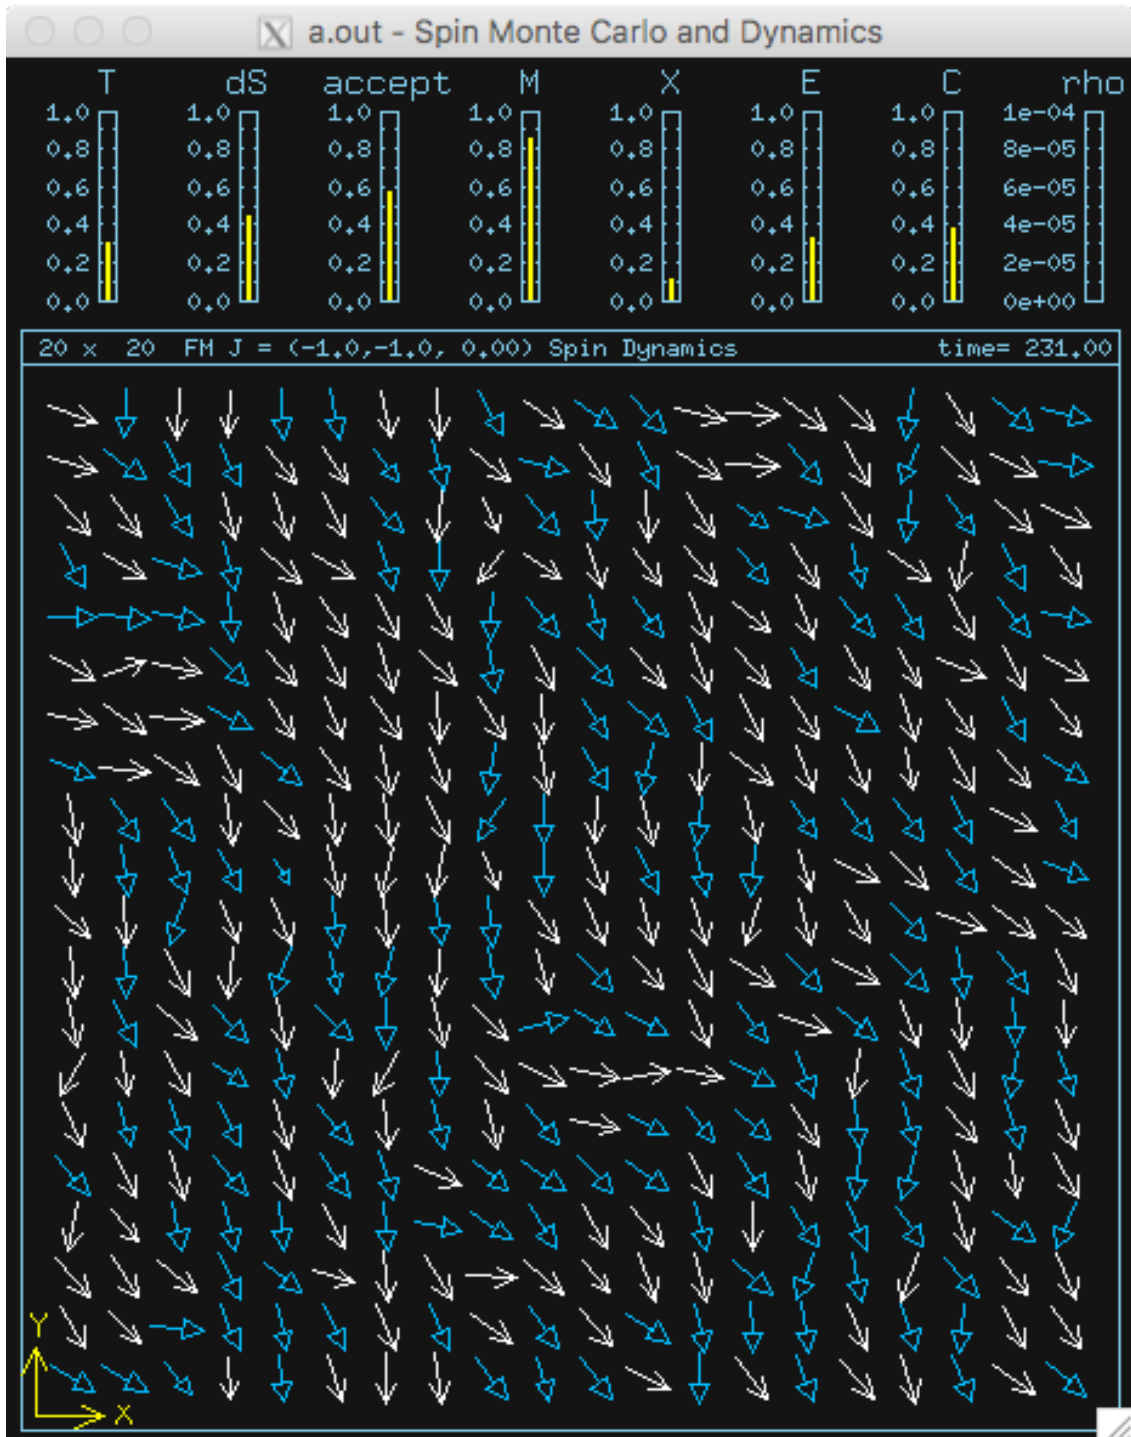 a.out - Spin Monte Carlo and Dynamics
T dS accept M X E C rho
1.0 1.0 1.0 1.0 1.0 1.0 1.0 1e-04
0.8 0.8 0.8 0.8 0.8 0.8 0.8 8e-05
0.6 0.6 0.6 0.6 0.6 0.6 0.6 6e-05
0.4 0.4 0.4 0.4 0.4 0.4 0.4 4e-05
0.2 0.2 0.2 0.2 0.2 0.2 0.2 2e-05
0.0 0.0 0.0 0.0 0.0 0.0 0.0 0e+00
20 x 20 FM J = (-1.0,-1.0, 0.00) Spin Dynamics time= 231.00
Y
X